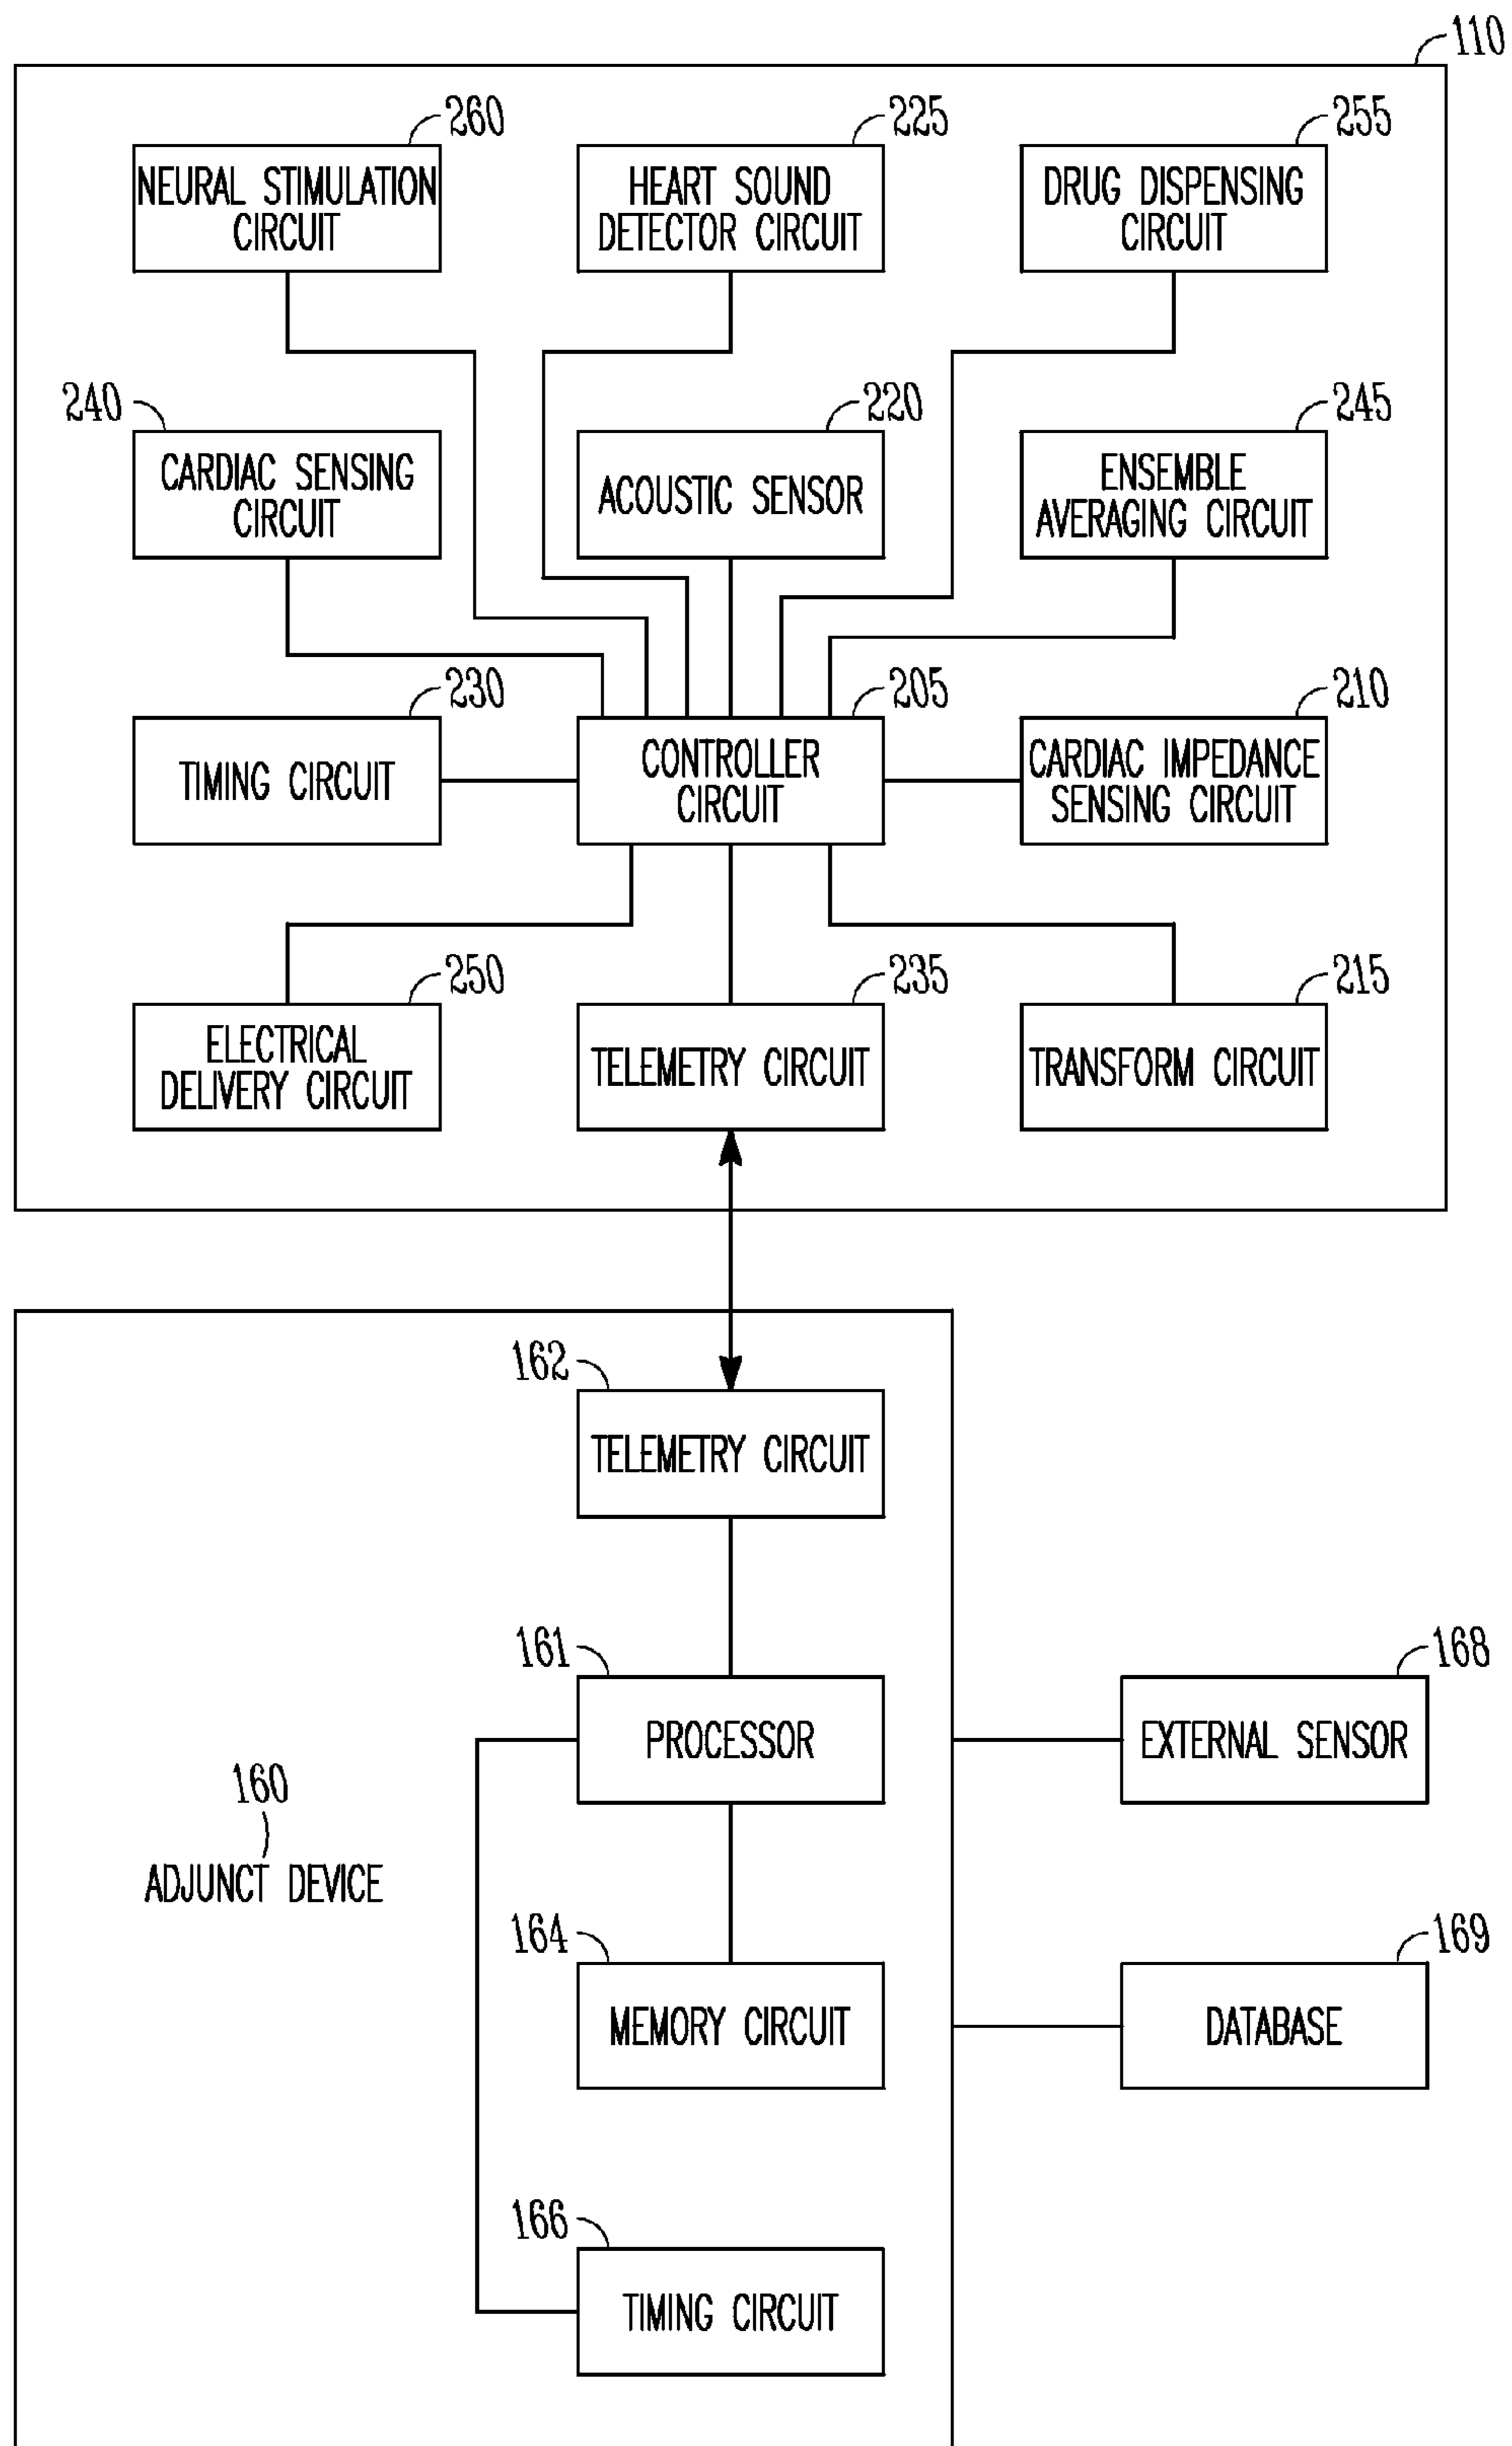 110
260
225
255
NEURAL STIMULATION
CIRCUIT
HEART SOUND
DETECTOR CIRCUIT
DRUG DISPENSING
CIRCUIT
240
220
245
CARDIAC SENSING
CIRCUIT
ACOUSTIC SENSOR
ENSEMBLE
AVERAGING CIRCUIT
230
205
210
TIMING CIRCUIT
CONTROLLER
CIRCUIT
CARDIAC IMPEDANCE
SENSING CIRCUIT
250
235
215
ELECTRICAL
DELIVERY CIRCUIT
TELEMETRY CIRCUIT
TRANSFORM CIRCUIT
162
TELEMETRY CIRCUIT
161
168
PROCESSOR
EXTERNAL SENSOR
160
ADJUNCT DEVICE
164
169
MEMORY CIRCUIT
DATABASE
166
TIMING CIRCUIT